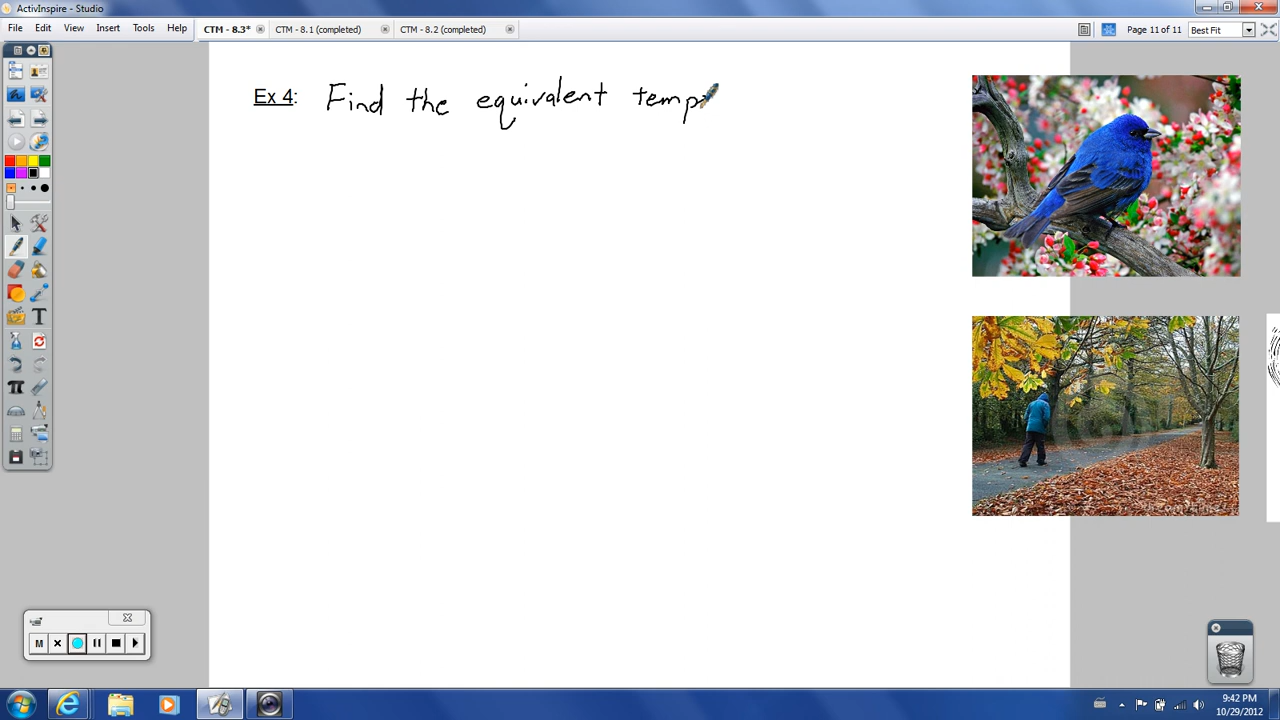 ActivInspire - Studio
File Edit View Insert Tools Help
CTM - 8.3* CTM - 8.1 (completed) CTM - 8.2 (completed)
Page 11 of 11 Best Fit
Ex 4: Find the equivalent temp
T
M
9:42 PM
10/29/2012